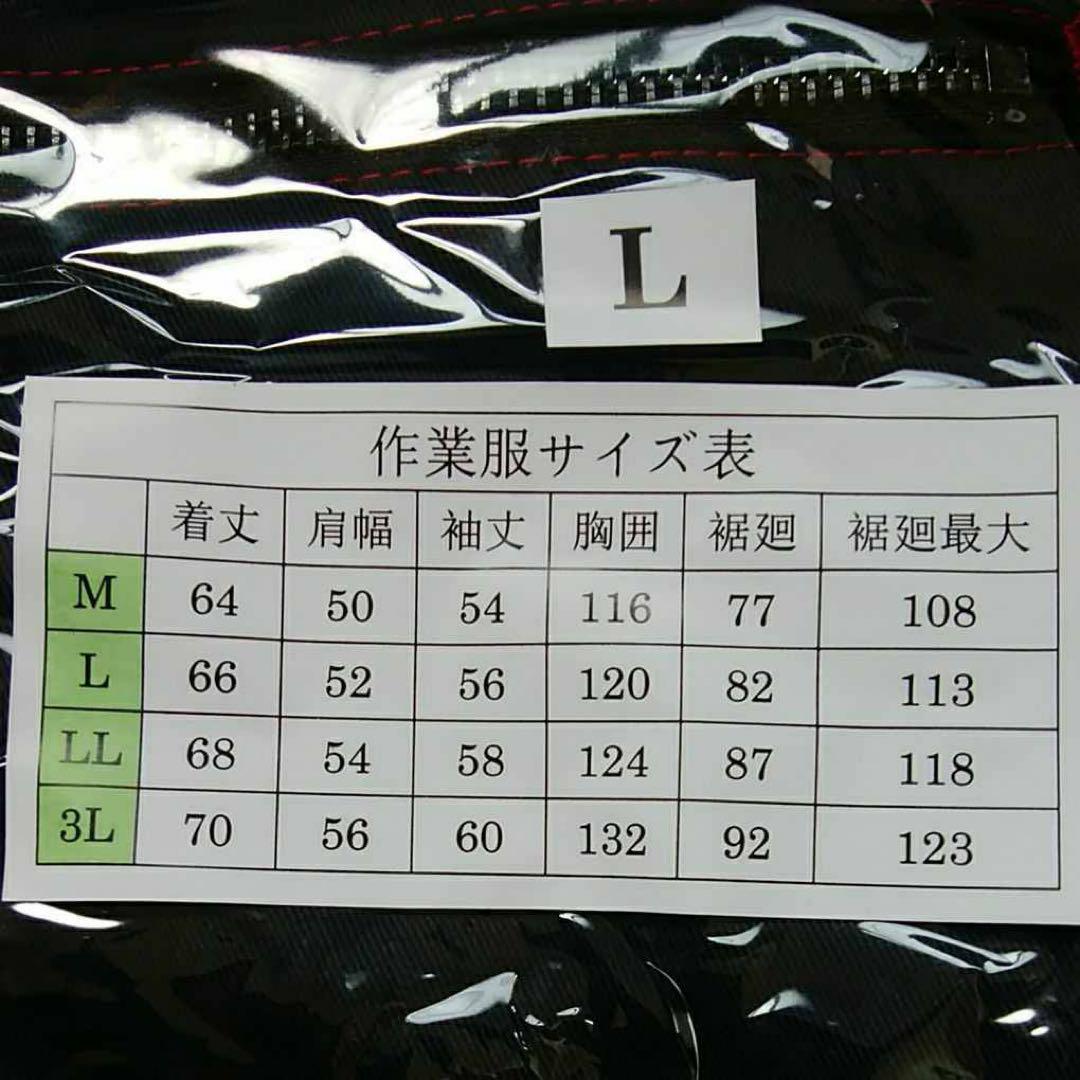 L
作業服サイズ表
着丈 肩幅 袖丈 胸囲 裾廻 裾廻最大
M 64 50 54 116 77 108
L 66 52 56 120 82 113
LL 68 54 58 124 87 118
3L 70 56 60 132 92 123